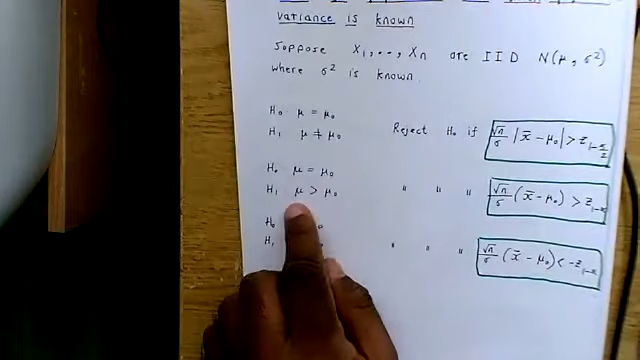 variance is known
Suppose X₁, ..., Xn are IID N(μ, σ²)
where σ² is known.
H₀ μ = μ₀
H₁ μ ≠ μ₀ Reject H₀ if √n/σ |x̄ - μ₀| > z₁₋α/2
H₀ μ = μ₀
H₁ μ > μ₀ " " " √n/σ (x̄ - μ₀) > z₁₋α
H₀
H₁ " " " √n/σ (x̄ - μ₀) < -z₁₋α